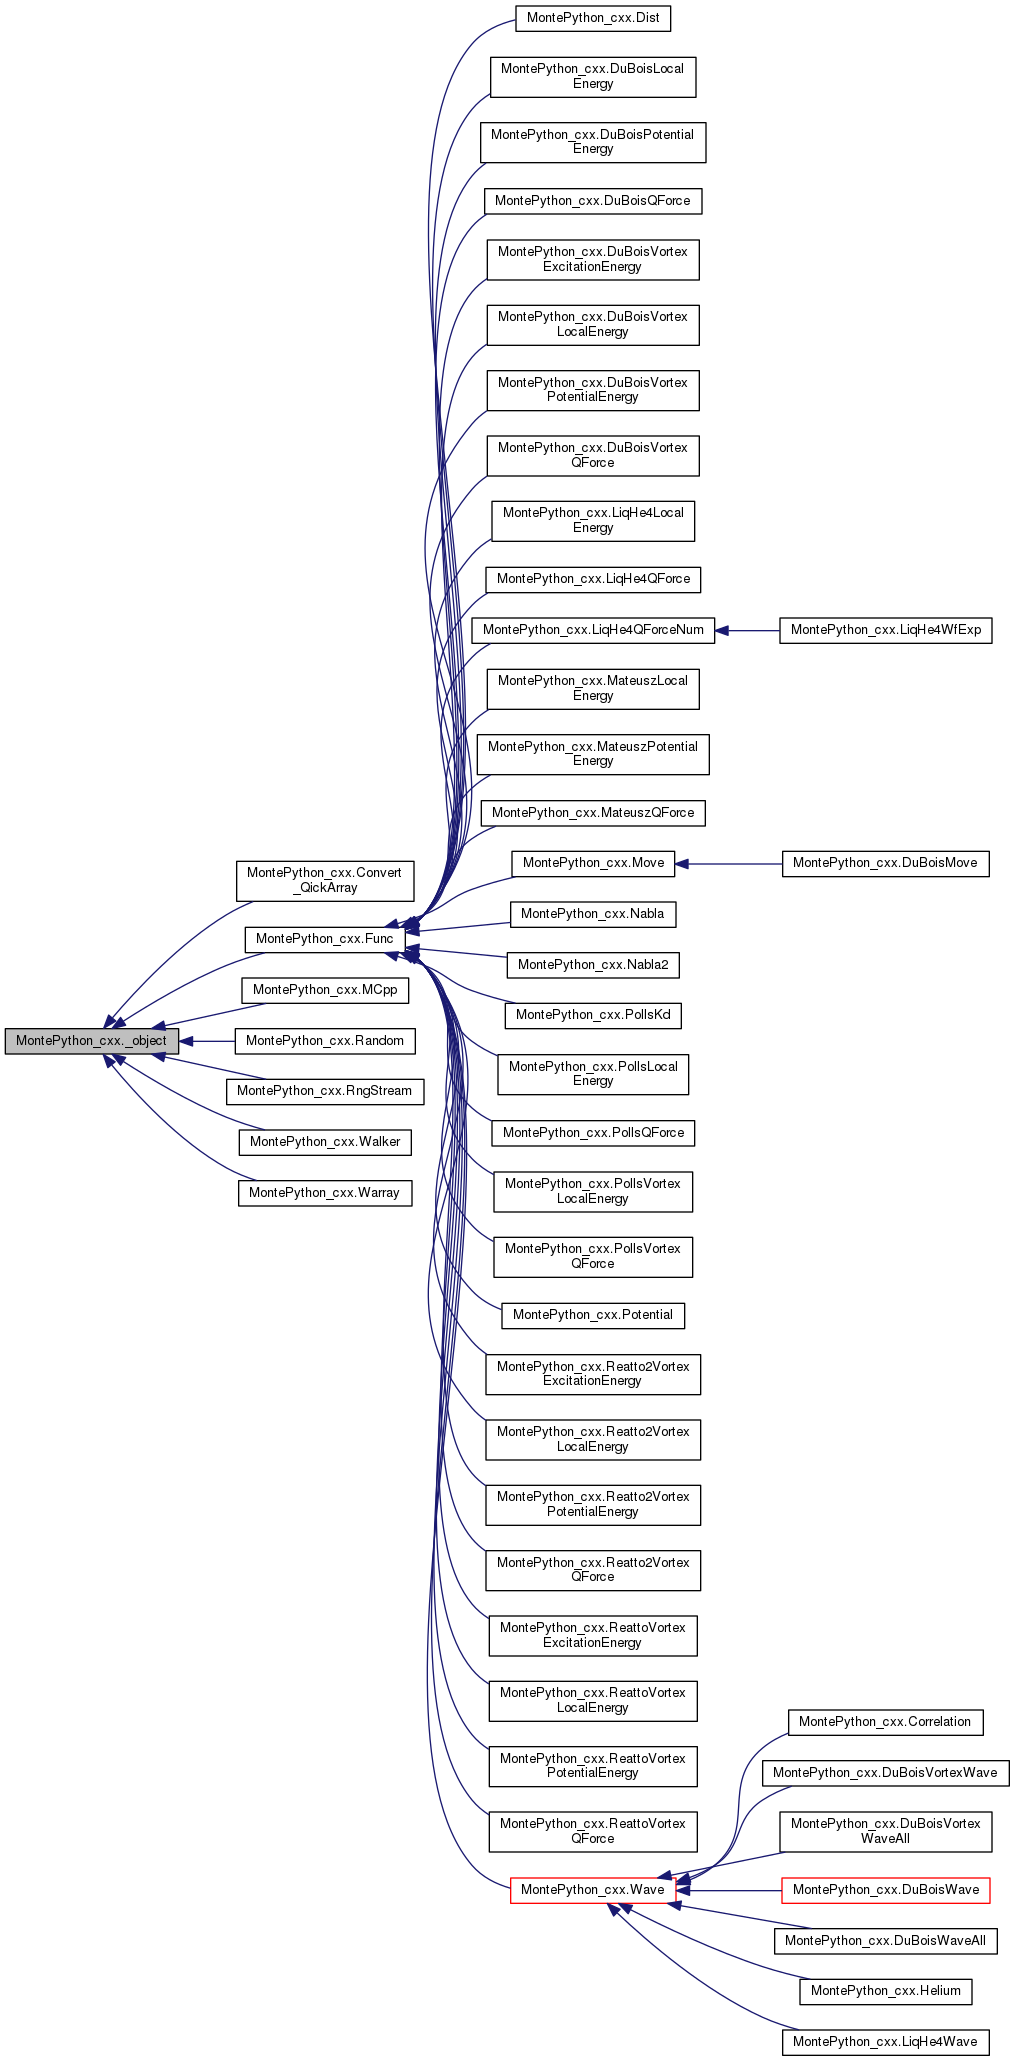 MontePython_cxx._object
MontePython_cxx.Convert
_QickArray
MontePython_cxx.Func
MontePython_cxx.MCpp
MontePython_cxx.Random
MontePython_cxx.RngStream
MontePython_cxx.Walker
MontePython_cxx.Warray
MontePython_cxx.Dist
MontePython_cxx.DuBoisLocal
Energy
MontePython_cxx.DuBoisPotential
Energy
MontePython_cxx.DuBoisQForce
MontePython_cxx.DuBoisVortex
ExcitationEnergy
MontePython_cxx.DuBoisVortex
LocalEnergy
MontePython_cxx.DuBoisVortex
PotentialEnergy
MontePython_cxx.DuBoisVortex
QForce
MontePython_cxx.LiqHe4Local
Energy
MontePython_cxx.LiqHe4QForce
MontePython_cxx.LiqHe4QForceNum
MontePython_cxx.LiqHe4WfExp
MontePython_cxx.MateuszLocal
Energy
MontePython_cxx.MateuszPotential
Energy
MontePython_cxx.MateuszQForce
MontePython_cxx.Move
MontePython_cxx.DuBoisMove
MontePython_cxx.Nabla
MontePython_cxx.Nabla2
MontePython_cxx.PollsKcl
MontePython_cxx.PollsLocal
Energy
MontePython_cxx.PollsQForce
MontePython_cxx.PollsVortex
LocalEnergy
MontePython_cxx.PollsVortex
QForce
MontePython_cxx.Potential
MontePython_cxx.Reatto2Vortex
ExcitationEnergy
MontePython_cxx.Reatto2Vortex
LocalEnergy
MontePython_cxx.Reatto2Vortex
PotentialEnergy
MontePython_cxx.Reatto2Vortex
QForce
MontePython_cxx.ReattoVortex
ExcitationEnergy
MontePython_cxx.ReattoVortex
LocalEnergy
MontePython_cxx.ReattoVortex
PotentialEnergy
MontePython_cxx.ReattoVortex
QForce
MontePython_cxx.Wave
MontePython_cxx.Correlation
MontePython_cxx.DuBoisVortexWave
MontePython_cxx.DuBoisVortex
WaveAll
MontePython_cxx.DuBoisWave
MontePython_cxx.DuBoisWaveAll
MontePython_cxx.Helium
MontePython_cxx.LiqHe4Wave